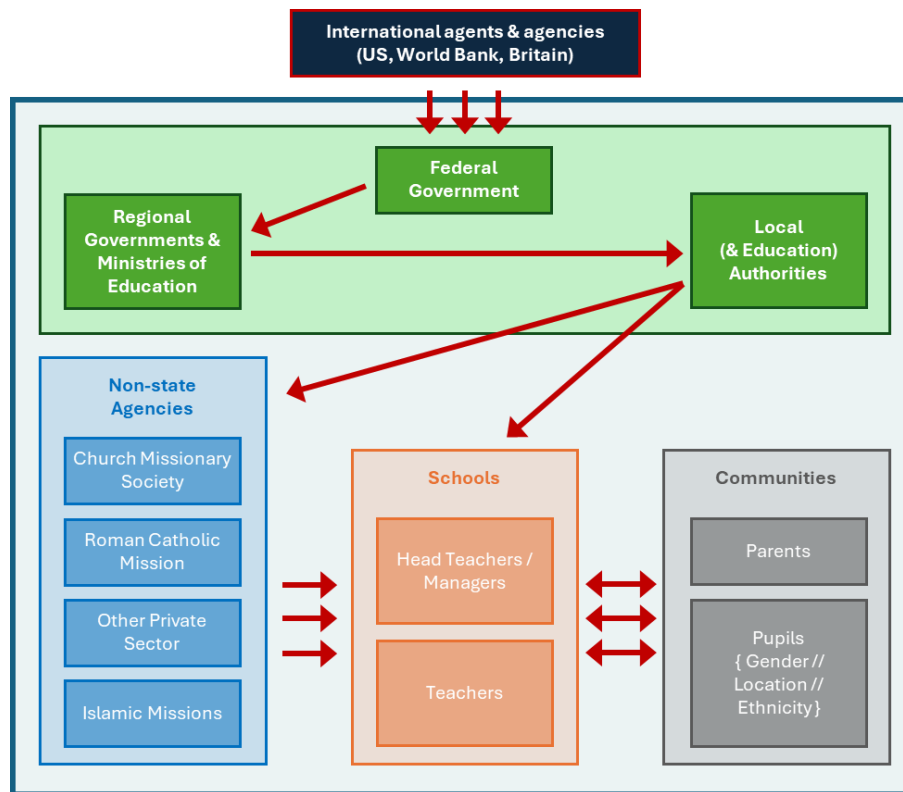 International agents & agencies
(US, World Bank, Britain)
Federal
Government
Regional
Governments &
Ministries of
Education
Local
(& Education)
Authorities
Non-state
Agencies
Church Missionary
Society
Roman Catholic
Mission
Other Private
Sector
Islamic Missions
Schools
Head Teachers /
Managers
Teachers
Communities
Parents
Pupils
{ Gender //
Location //
Ethnicity}